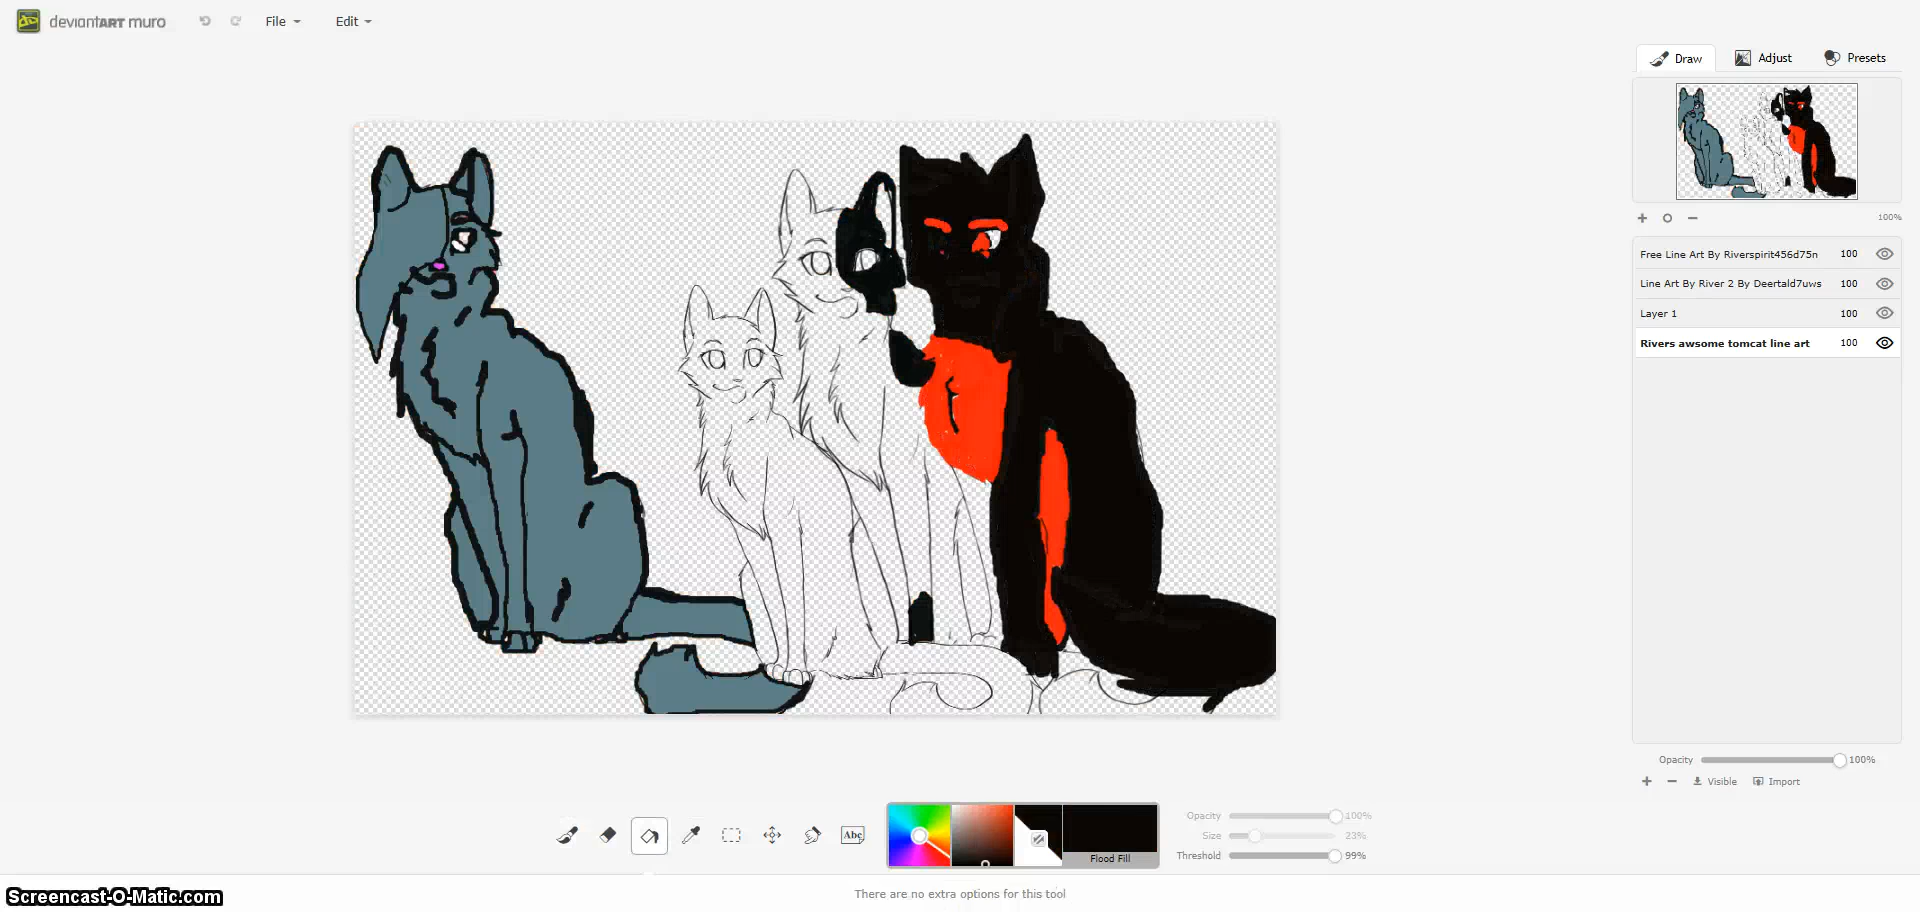 deviantART muro
File
Edit
Draw
Adjust
Presets
100%
Free Line Art By Riverspirit456d75n 100
Line Art By River 2 By Deertald7uws 100
Layer 1 100
Rivers awsome tomcat line art 100
Opacity 100%
Visible Import
Opacity 100%
Abc
Size 23%
Threshold 99%
Flood Fill
There are no extra options for this tool
Screencast-O-Matic.com